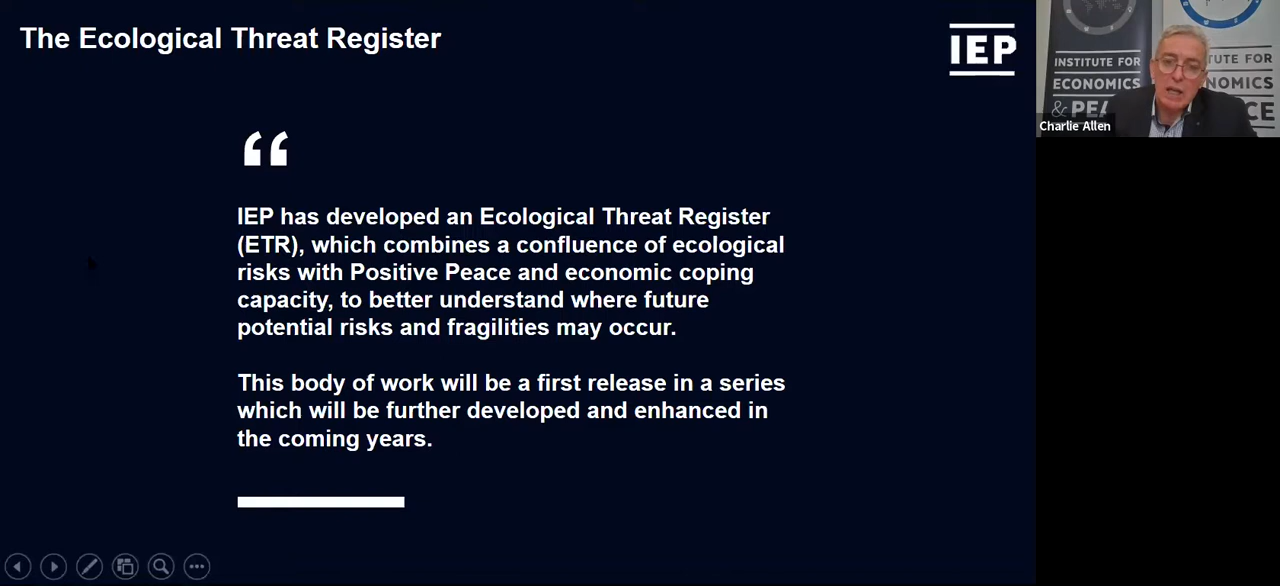 The Ecological Threat Register
IEP
“
IEP has developed an Ecological Threat Register
(ETR), which combines a confluence of ecological
risks with Positive Peace and economic coping
capacity, to better understand where future
potential risks and fragilities may occur.
This body of work will be a first release in a series
which will be further developed and enhanced in
the coming years.
INSTITUTE FOR
ECONOMICS
& PEA
TUTE FOR
NOMICS
CE
Charlie Allen